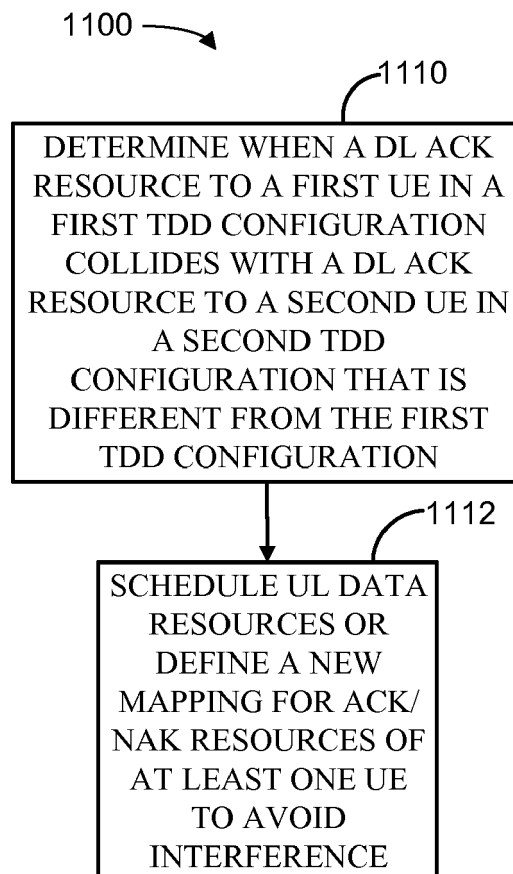 1100
1110
DETERMINE WHEN A DL ACK
RESOURCE TO A FIRST UE IN A
FIRST TDD CONFIGURATION
COLLIDES WITH A DL ACK
RESOURCE TO A SECOND UE IN
A SECOND TDD
CONFIGURATION THAT IS
DIFFERENT FROM THE FIRST
TDD CONFIGURATION
1112
SCHEDULE UL DATA
RESOURCES OR
DEFINE A NEW
MAPPING FOR ACK/
NAK RESOURCES OF
AT LEAST ONE UE
TO AVOID
INTERFERENCE